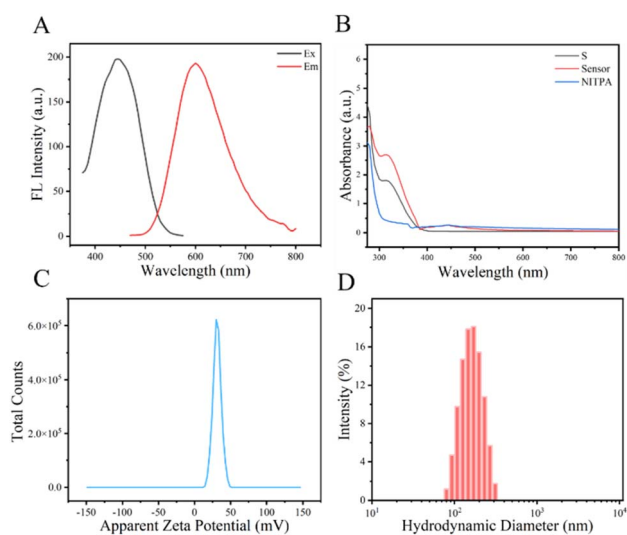 A
B
Ex
Em
S
Sensor
NITPA
FL Intensity (a.u.)
200
150
100
50
0
400 500 600 700 800
Wavelength (nm)
Absorbance (a.u.)
6
5
4
3
2
1
0
300 400 500 600 700 800
Wavelength (nm)
C
D
Total Counts
6.0×10⁵
4.0×10⁵
2.0×10⁵
0.0
-150 -100 -50 0 50 100 150
Apparent Zeta Potential (mV)
Intensity (%)
20
16
12
8
4
0
10¹ 10² 10³ 10⁴
Hydrodynamic Diameter (nm)